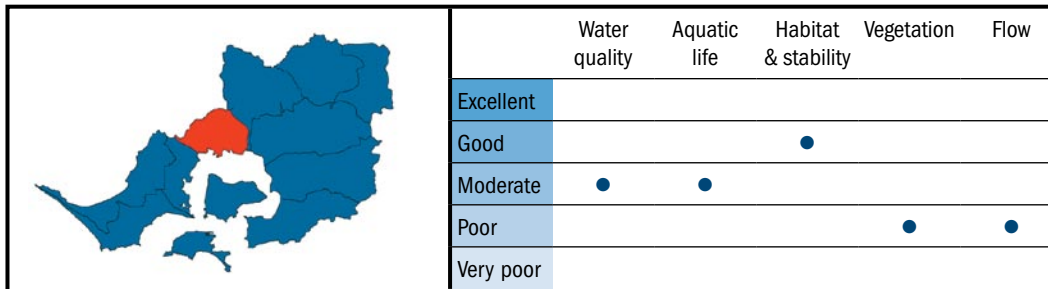 Water quality
Aquatic life
Habitat & stability
Vegetation
Flow
Excellent
Good
Moderate
Poor
Very poor